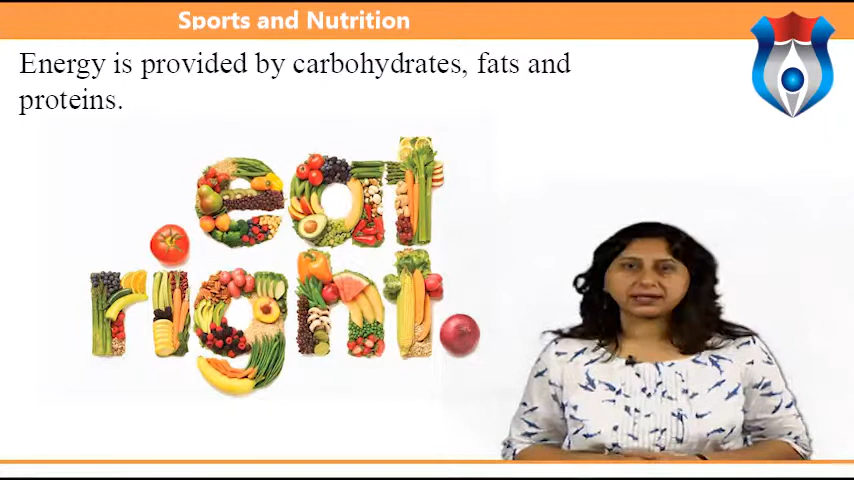 Sports and Nutrition
Energy is provided by carbohydrates, fats and
proteins.
eat
right.